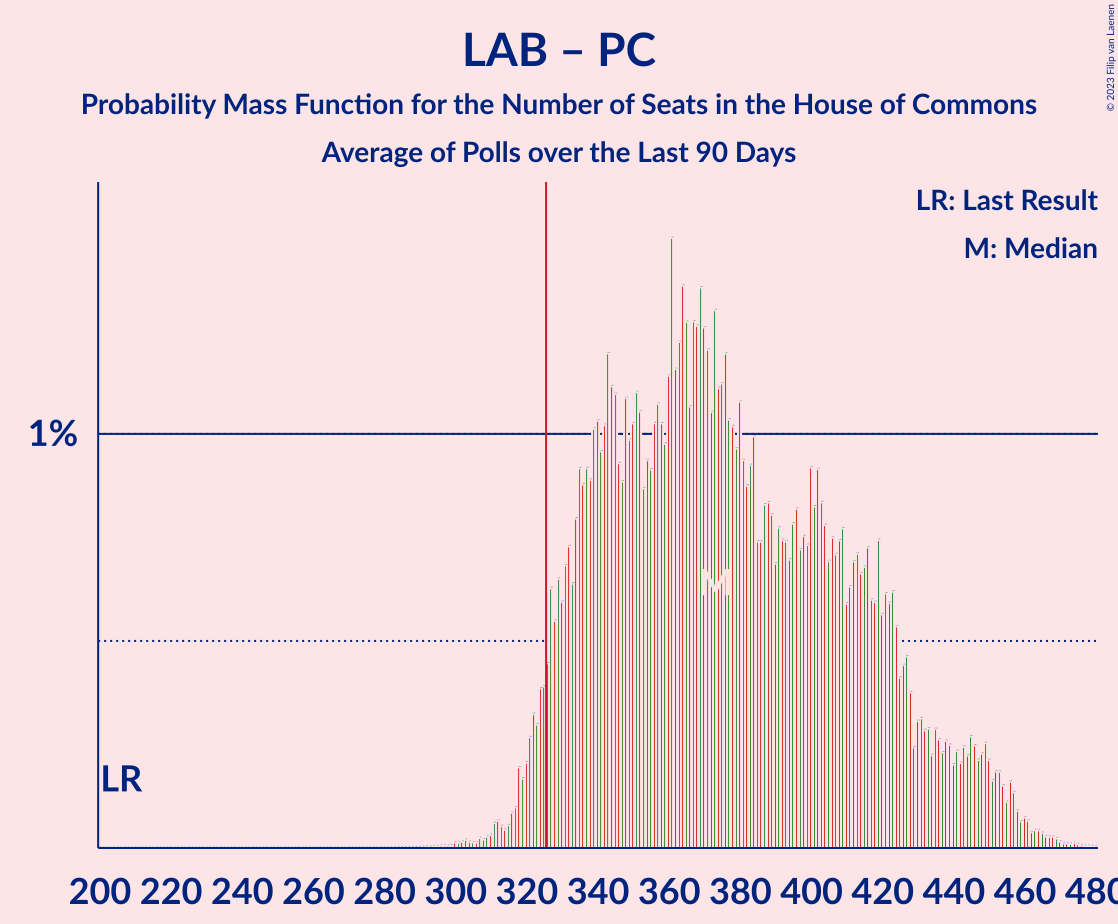 LAB – PC
Probability Mass Function for the Number of Seats in the House of Commons
Average of Polls over the Last 90 Days
© 2023 Filip van Laenen
LR: Last Result
M: Median
1%
M
LR
200 220 240 260 280 300 320 340 360 380 400 420 440 460 480